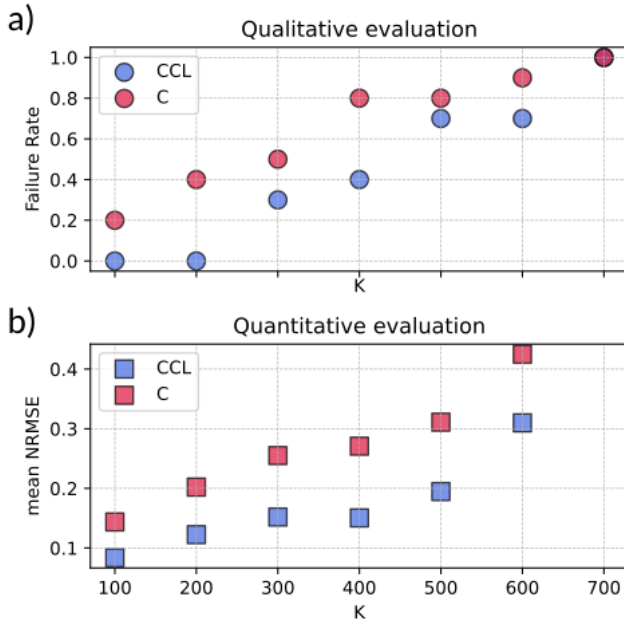 a)
Qualitative evaluation
CCL
C
Failure Rate
1.0
0.8
0.6
0.4
0.2
0.0
K
b)
Quantitative evaluation
CCL
C
mean NRMSE
0.4
0.3
0.2
0.1
100 200 300 400 500 600 700
K